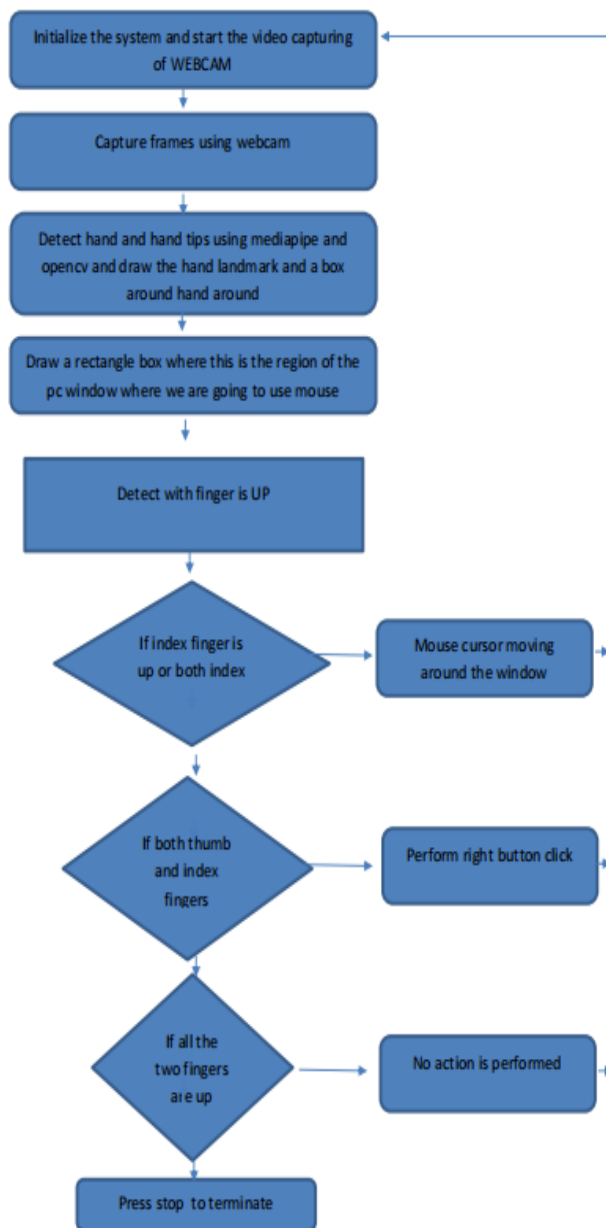 Initialize the system and start the video capturing
of WEBCAM
Capture frames using webcam
Detect hand and hand tips using mediapipe and
opencv and draw the hand landmark and a box
around hand around
Draw a rectangle box where this is the region of the
pc window where we are going to use mouse
Detect with finger is UP
If index finger is
up or both index
Mouse cursor moving
around the window
If both thumb
and index
fingers
Perform right button click
If all the
two fingers
are up
No action is performed
Press stop to terminate